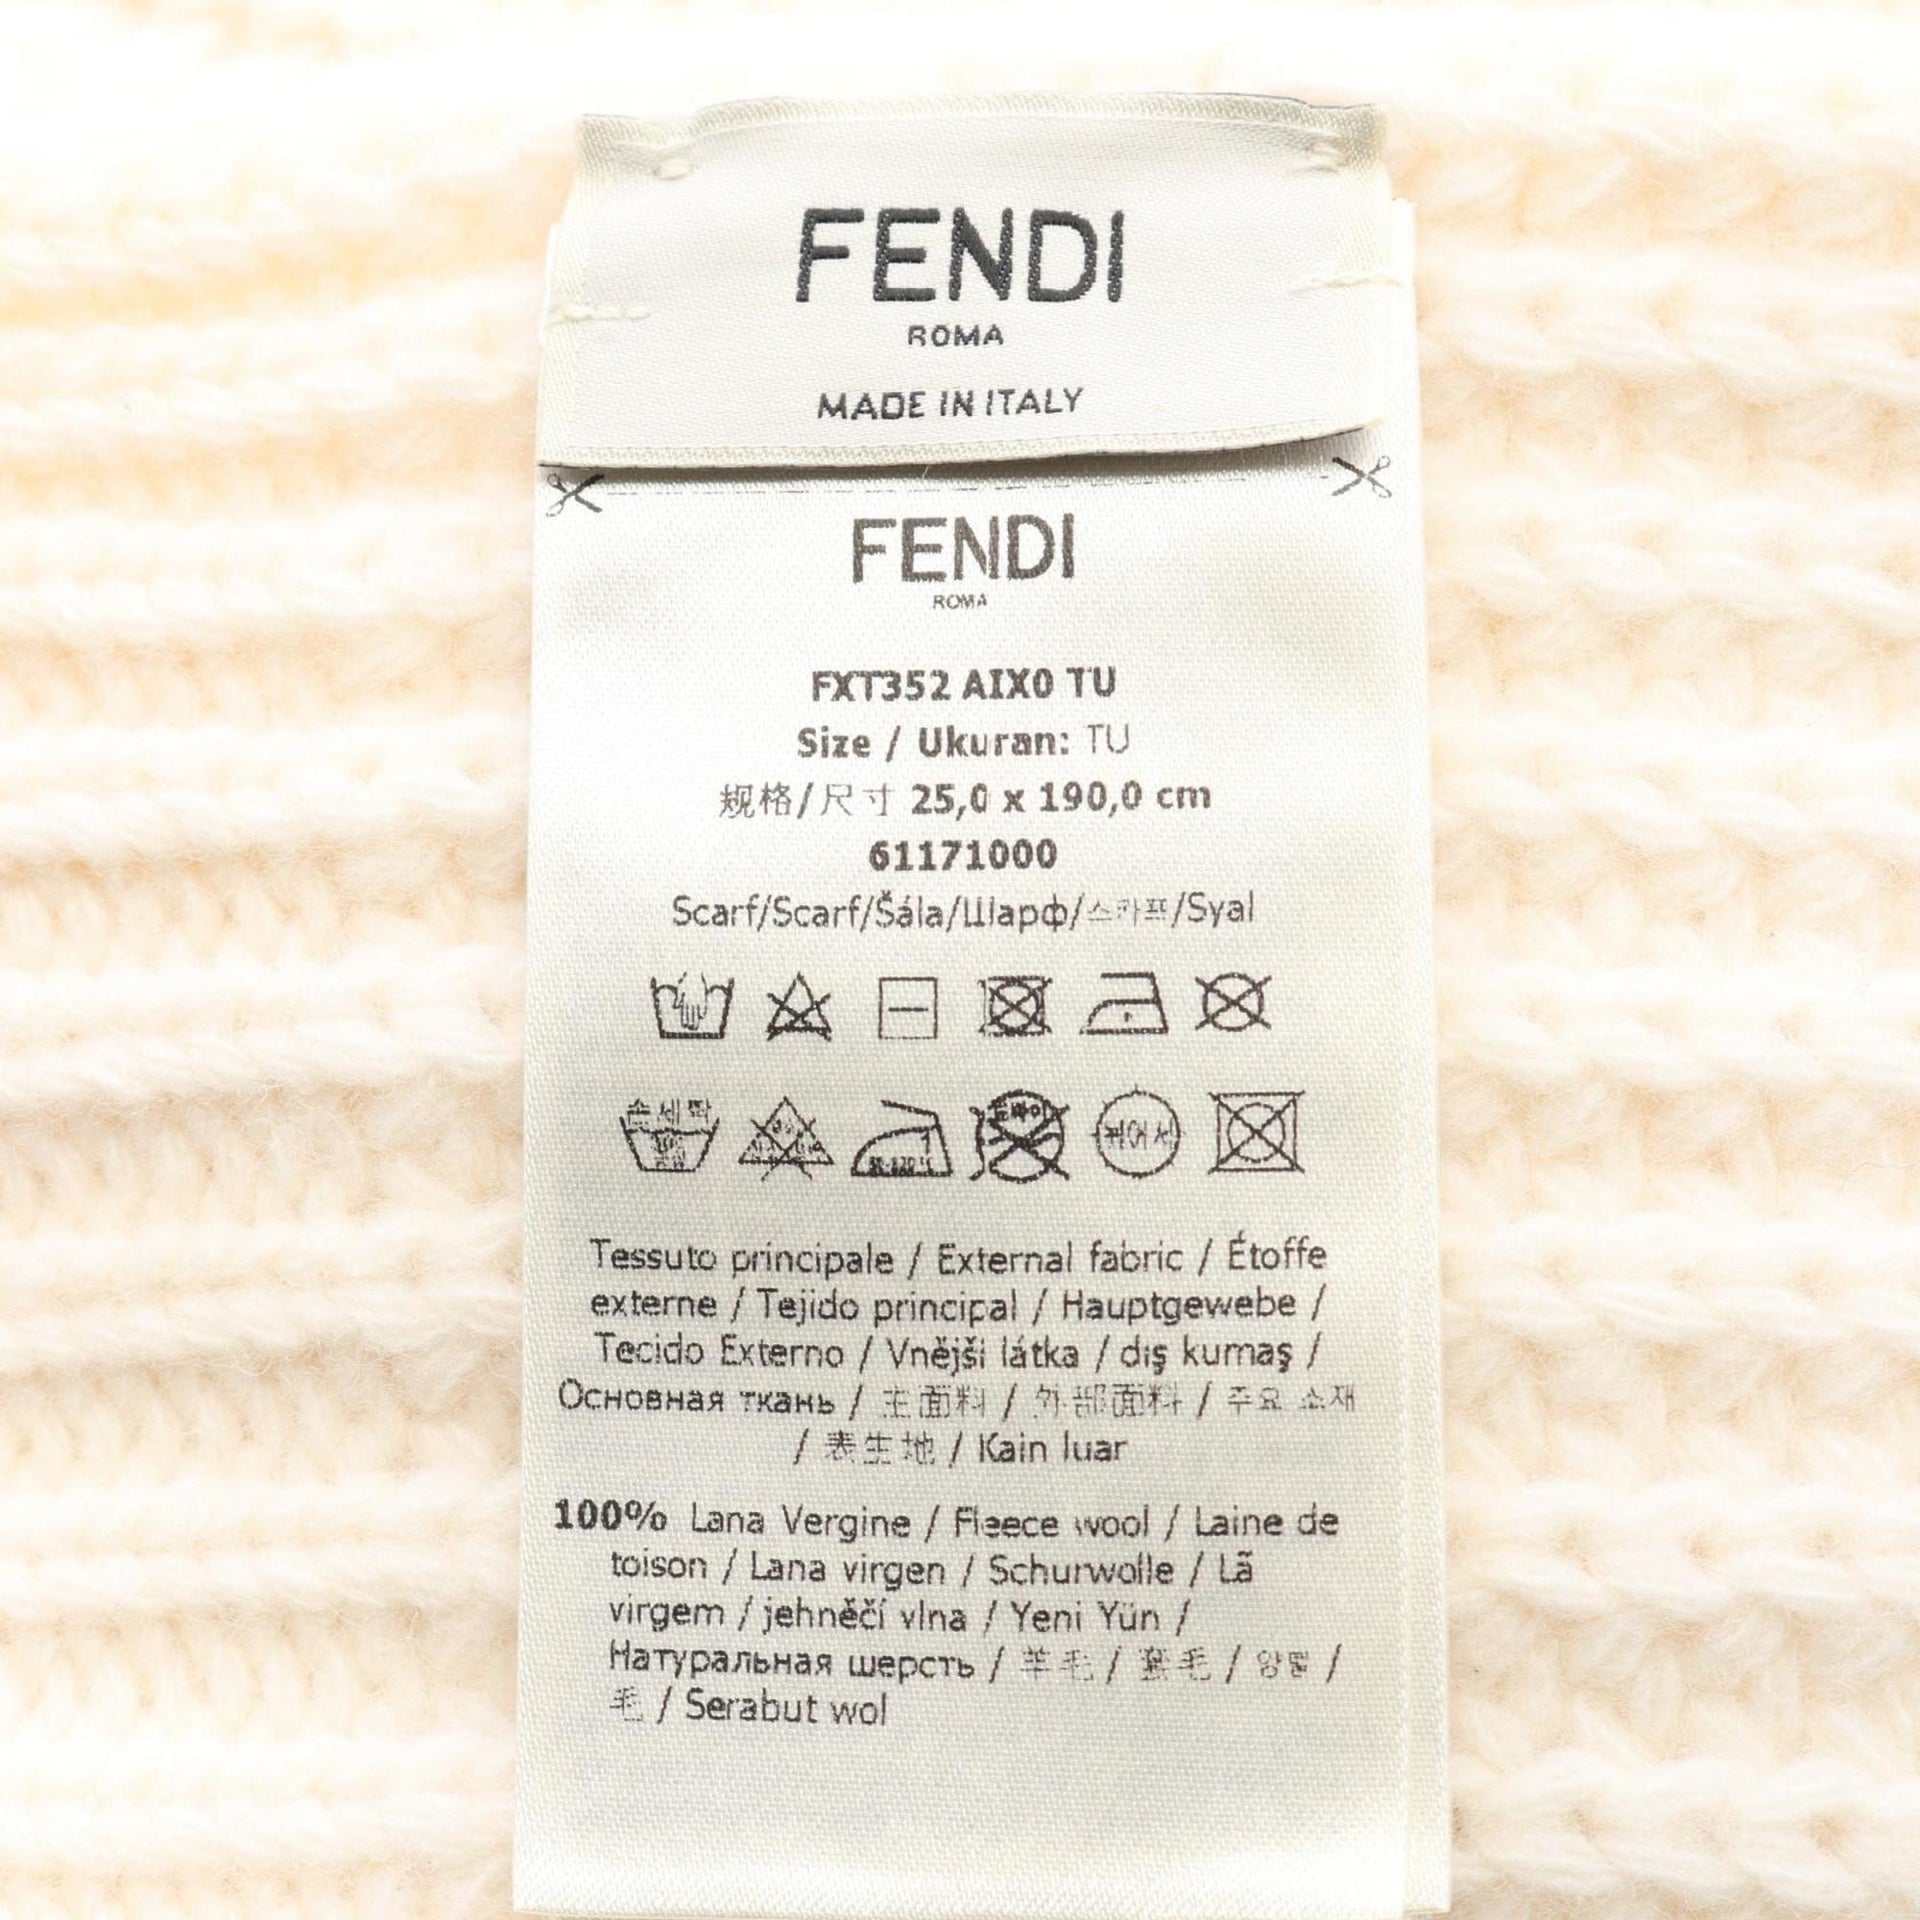 FENDI
ROMA
MADE IN ITALY
FENDI
ROMA
FXT352 AIX0 TU
Size / Ukuran: TU
规格/尺寸 25,0 x 190,0 cm
61171000
Scarf/Scarf/Šála/Шарф/스카프/Syal
손세탁
Tessuto principale / External fabric / Étoffe
externe / Tejido principal / Hauptgewebe /
Tecido Externo / Vnější látka / dış kumaş /
Основная ткань / 主面料 / 外部面料 / 주요 소재
/ 表生地 / Kain luar
100% Lana Vergine / Fleece wool / Laine de
toison / Lana virgen / Schurwolle / Lã
virgem / jehněčí vlna / Yeni Yün /
Натуральная шерсть / 羊毛 / / /
毛 / Serabut wol